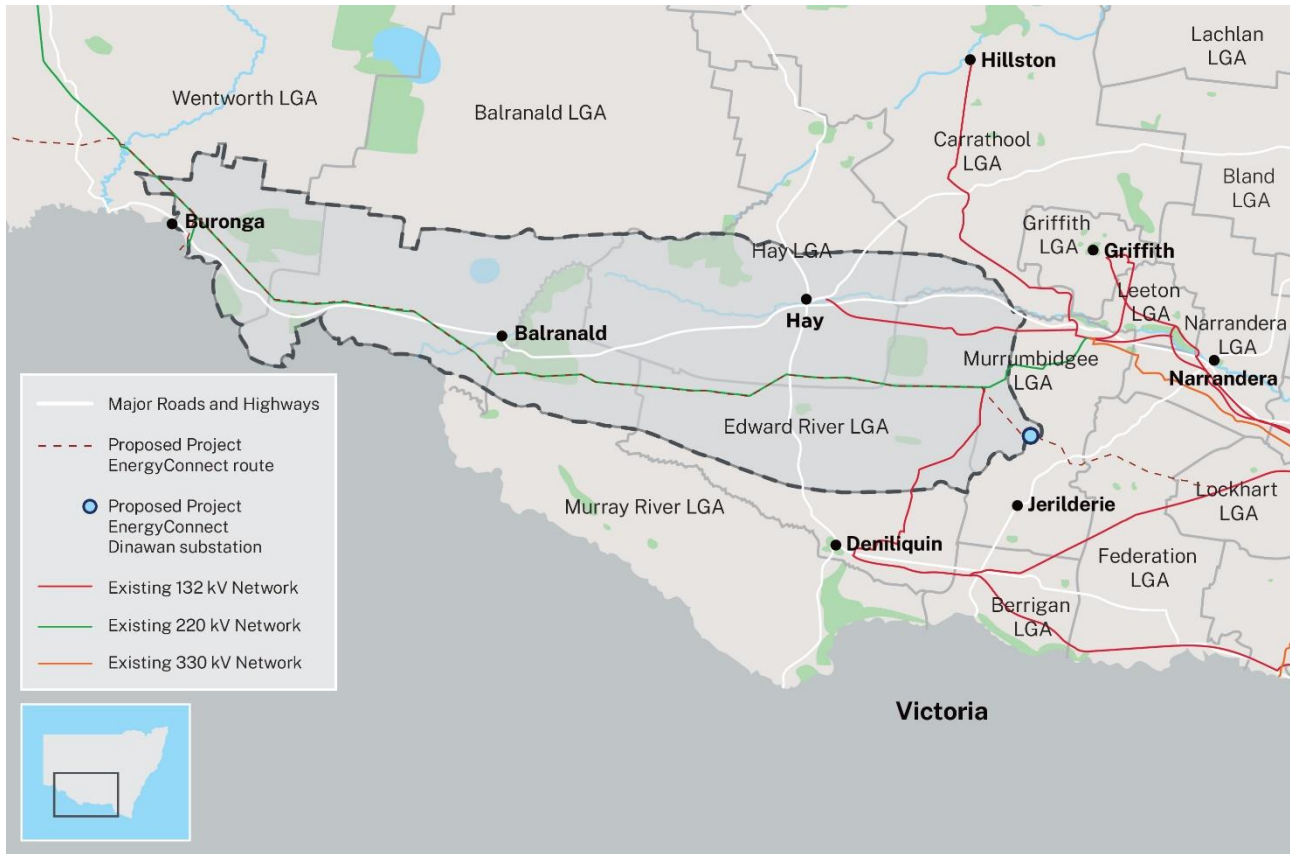 Lachlan
LGA
Hillston
Wentworth LGA
Balranald LGA
Carrathool
LGA
Bland
LGA
Buronga
Griffith
LGA
Griffith
Hay LGA
Leeton
LGA
Hay
Narrandera
LGA
Balranald
Murrumbidgee
LGA
Narrandera
Edward River LGA
Murray River LGA
Lockhart
LGA
Jerilderie
Deniliquin
Federation
LGA
Berrigan
LGA
Victoria
Major Roads and Highways
Proposed Project
EnergyConnect route
Proposed Project
EnergyConnect
Dinawan substation
Existing 132 kV Network
Existing 220 kV Network
Existing 330 kV Network